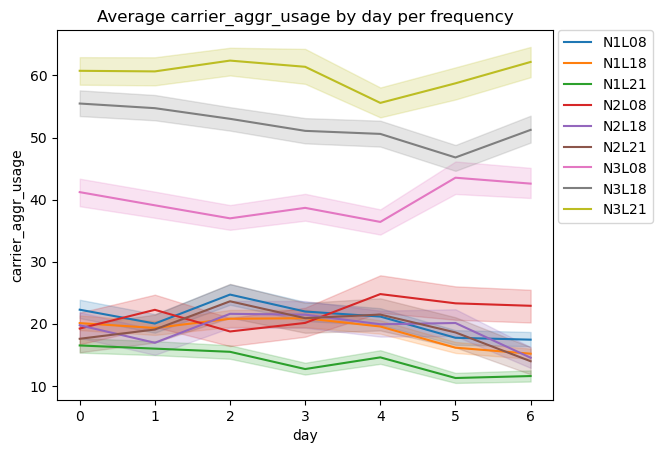 Average carrier_aggr_usage by day per frequency
carrier_aggr_usage
60
50
40
30
20
10
0 1 2 3 4 5 6
day
N1L08
N1L18
N1L21
N2L08
N2L18
N2L21
N3L08
N3L18
N3L21